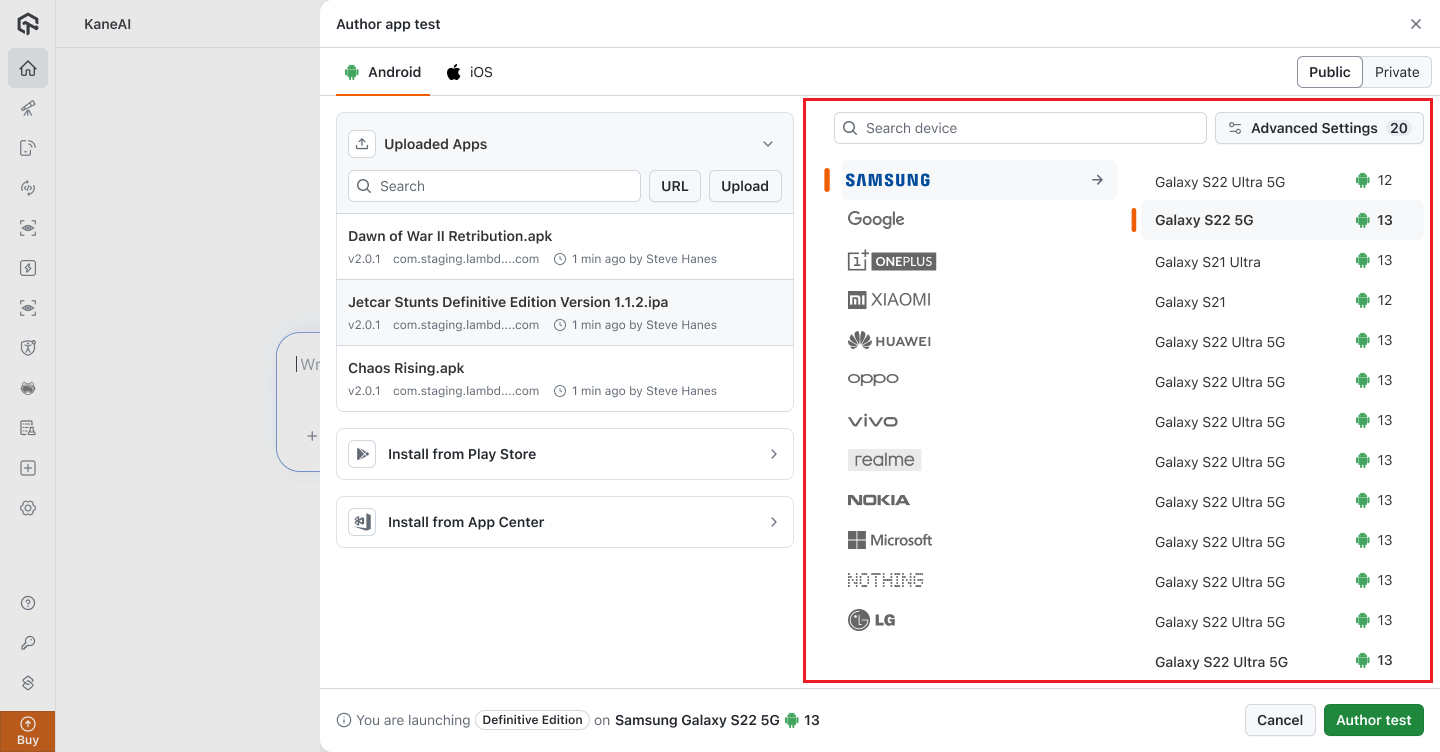 KaneAI
Author app test
Android
iOS
Public
Private
Uploaded Apps
Search
URL
Upload
Dawn of War II Retribution.apk
v2.0.1 com.staging.lambd....com 1 min ago by Steve Hanes
Jetcar Stunts Definitive Edition Version 1.1.2.ipa
v2.0.1 com.staging.lambd....com 1 min ago by Steve Hanes
Chaos Rising.apk
v2.0.1 com.staging.lambd....com 1 min ago by Steve Hanes
Install from Play Store
Install from App Center
Wr
Search device
Advanced Settings 20
SAMSUNG
Google
1+ ONEPLUS
mi XIAOMI
HUAWEI
oppo
vivo
realme
NOKIA
Microsoft
NOTHING
LG LG
Galaxy S22 Ultra 5G 12
Galaxy S22 5G 13
Galaxy S21 Ultra 13
Galaxy S21 12
Galaxy S22 Ultra 5G 13
Galaxy S22 Ultra 5G 13
Galaxy S22 Ultra 5G 13
Galaxy S22 Ultra 5G 13
Galaxy S22 Ultra 5G 13
Galaxy S22 Ultra 5G 13
Galaxy S22 Ultra 5G 13
Galaxy S22 Ultra 5G 13
Galaxy S22 Ultra 5G 13
Buy
You are launching Definitive Edition on Samsung Galaxy S22 5G 13
Cancel
Author test